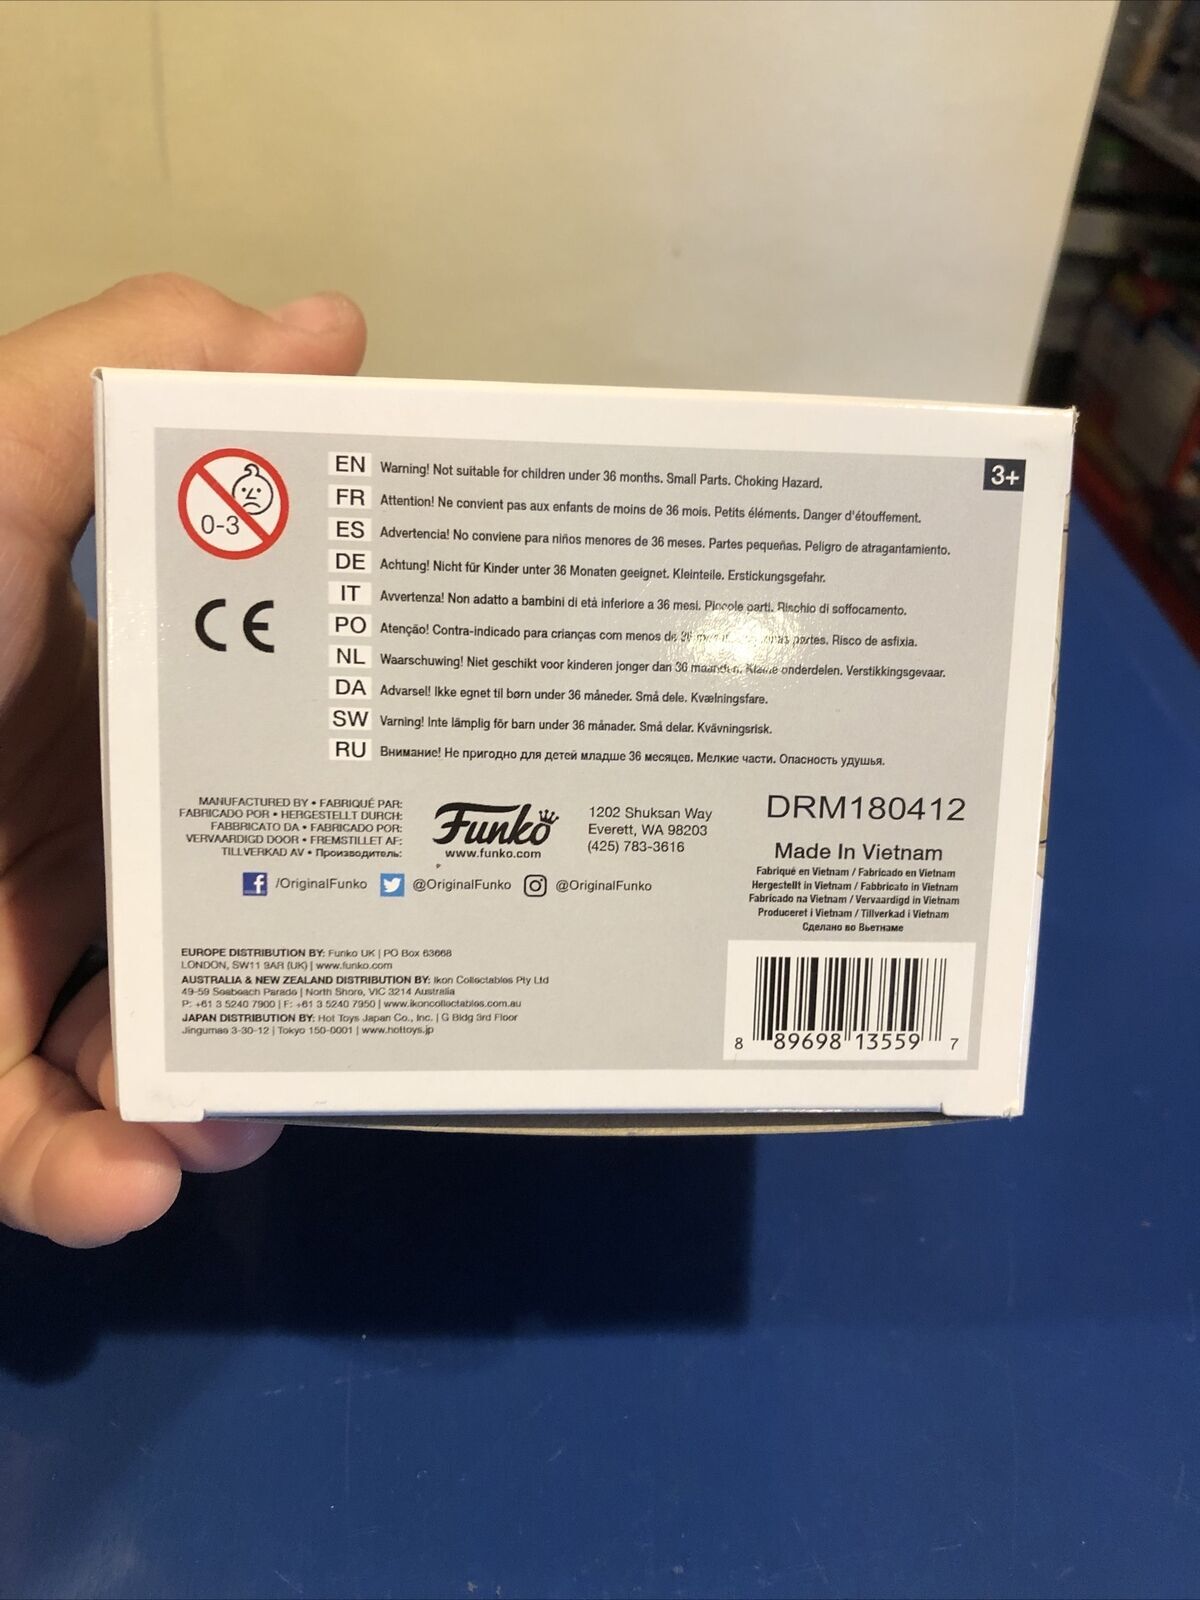 0-3
CE
3+
EN Warning! Not suitable for children under 36 months. Small Parts. Choking Hazard.
FR Attention! Ne convient pas aux enfants de moins de 36 mois. Petits éléments. Danger d'étouffement.
ES Advertencia! No conviene para niños menores de 36 meses. Partes pequeñas. Peligro de atragantamiento.
DE Achtung! Nicht für Kinder unter 36 Monaten geeignet. Kleinteile. Erstickungsgefahr.
IT Avvertenza! Non adatto a bambini di età inferiore a 36 mesi. Piccole parti. Rischio di soffocamento.
PO Atenção! Contra-indicado para crianças com menos de 36 partes. Risco de asfixia.
NL Waarschuwing! Niet geschikt voor kinderen jonger dan 36 maanden. Kleine onderdelen. Verstikkingsgevaar.
DA Advarsel! Ikke egnet til børn under 36 måneder. Små dele. Kvælningsfare.
SW Varning! Inte lämplig för barn under 36 månader. Små delar. Kvävningsrisk.
RU Внимание! Не пригодно для детей младше 36 месяцев. Мелкие части. Опасность удушья.
MANUFACTURED BY • FABRIQUÉ PAR:
FABRICADO POR • HERGESTELLT DURCH:
FABBRICATO DA • FABRICADO POR:
VERVAARDIGD DOOR • FREMSTILLET AF:
TILLVERKAD AV • Производитель:
Funko
www.funko.com
1202 Shuksan Way
Everett, WA 98203
(425) 783-3616
/OriginalFunko @OriginalFunko @OriginalFunko
DRM180412
Made In Vietnam
Fabriqué en Vietnam / Fabricado en Vietnam
Hergestellt in Vietnam / Fabbricato in Vietnam
Fabricado na Vietnam / Vervaardigd in Vietnam
Produceret i Vietnam / Tillverkad i Vietnam
Сделано во Вьетнаме
EUROPE DISTRIBUTION BY: Funko UK | PO Box 63668
LONDON, SW11 9AR (UK) | www.funko.com
AUSTRALIA & NEW ZEALAND DISTRIBUTION BY: Ikon Collectables Pty Ltd
49-59 Seabeach Parade | North Shore, VIC 3214 Australia
P: +61 3 5240 7900 | F: +61 3 5240 7950 | www.ikoncollectables.com.au
JAPAN DISTRIBUTION BY: Hot Toys Japan Co., Inc. | G Bldg 3rd Floor
Jingumae 3-30-12 | Tokyo 150-0001 | www.hottoys.jp
8 89698 13559 7